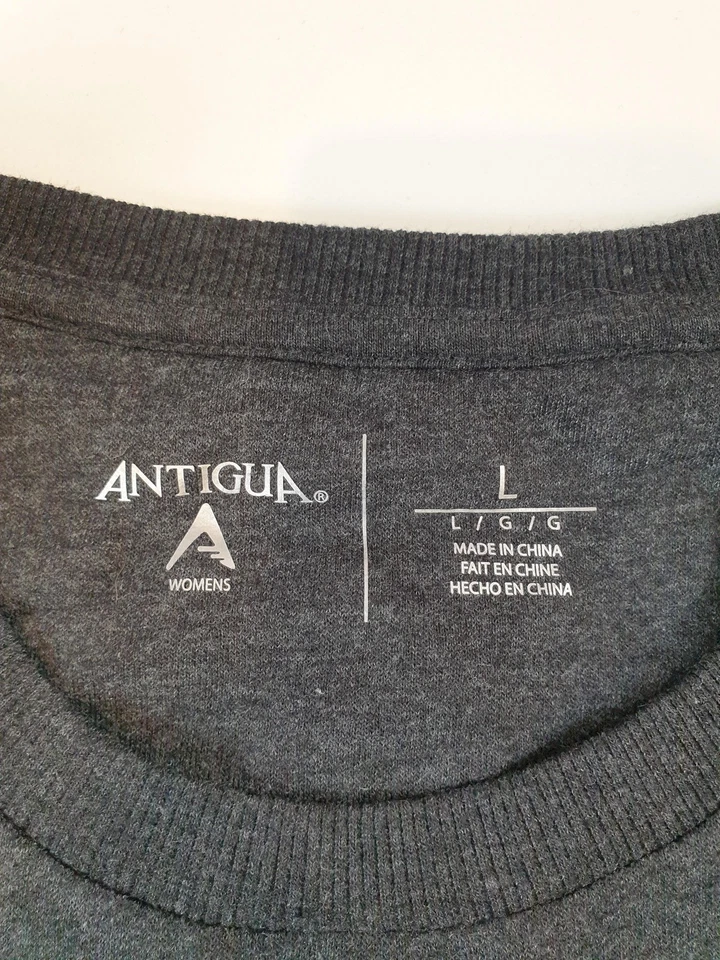 ANTIGUA®
WOMENS
L
L / G / G
MADE IN CHINA
FAIT EN CHINE
HECHO EN CHINA